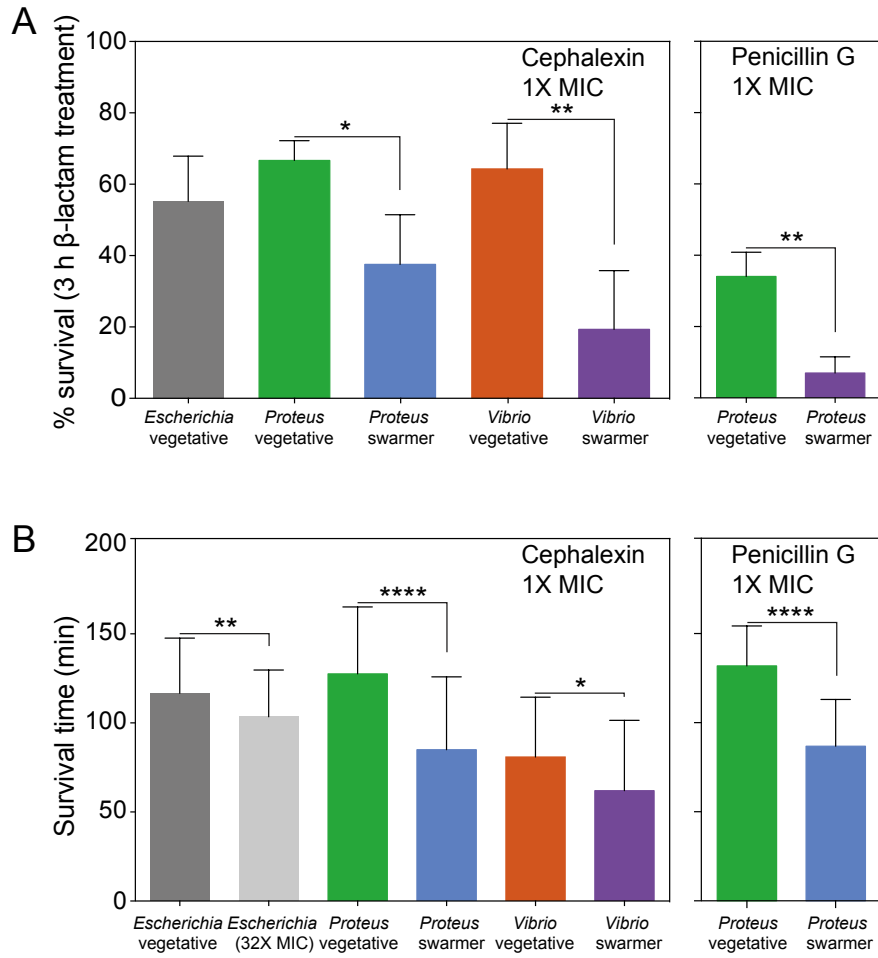 A
% survival (3 h β-lactam treatment)
100
80
60
40
20
0
Cephalexin
1X MIC
*
**
Escherichia
vegetative
Proteus
vegetative
Proteus
swarmer
Vibrio
vegetative
Vibrio
swarmer
Penicillin G
1X MIC
**
Proteus
vegetative
Proteus
swarmer
B
Survival time (min)
200
150
100
50
0
Cephalexin
1X MIC
**
****
*
Escherichia
vegetative
Escherichia
(32X MIC)
Proteus
vegetative
Proteus
swarmer
Vibrio
vegetative
Vibrio
swarmer
Penicillin G
1X MIC
****
Proteus
vegetative
Proteus
swarmer